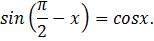 sin(π/2 − x) = cosx.